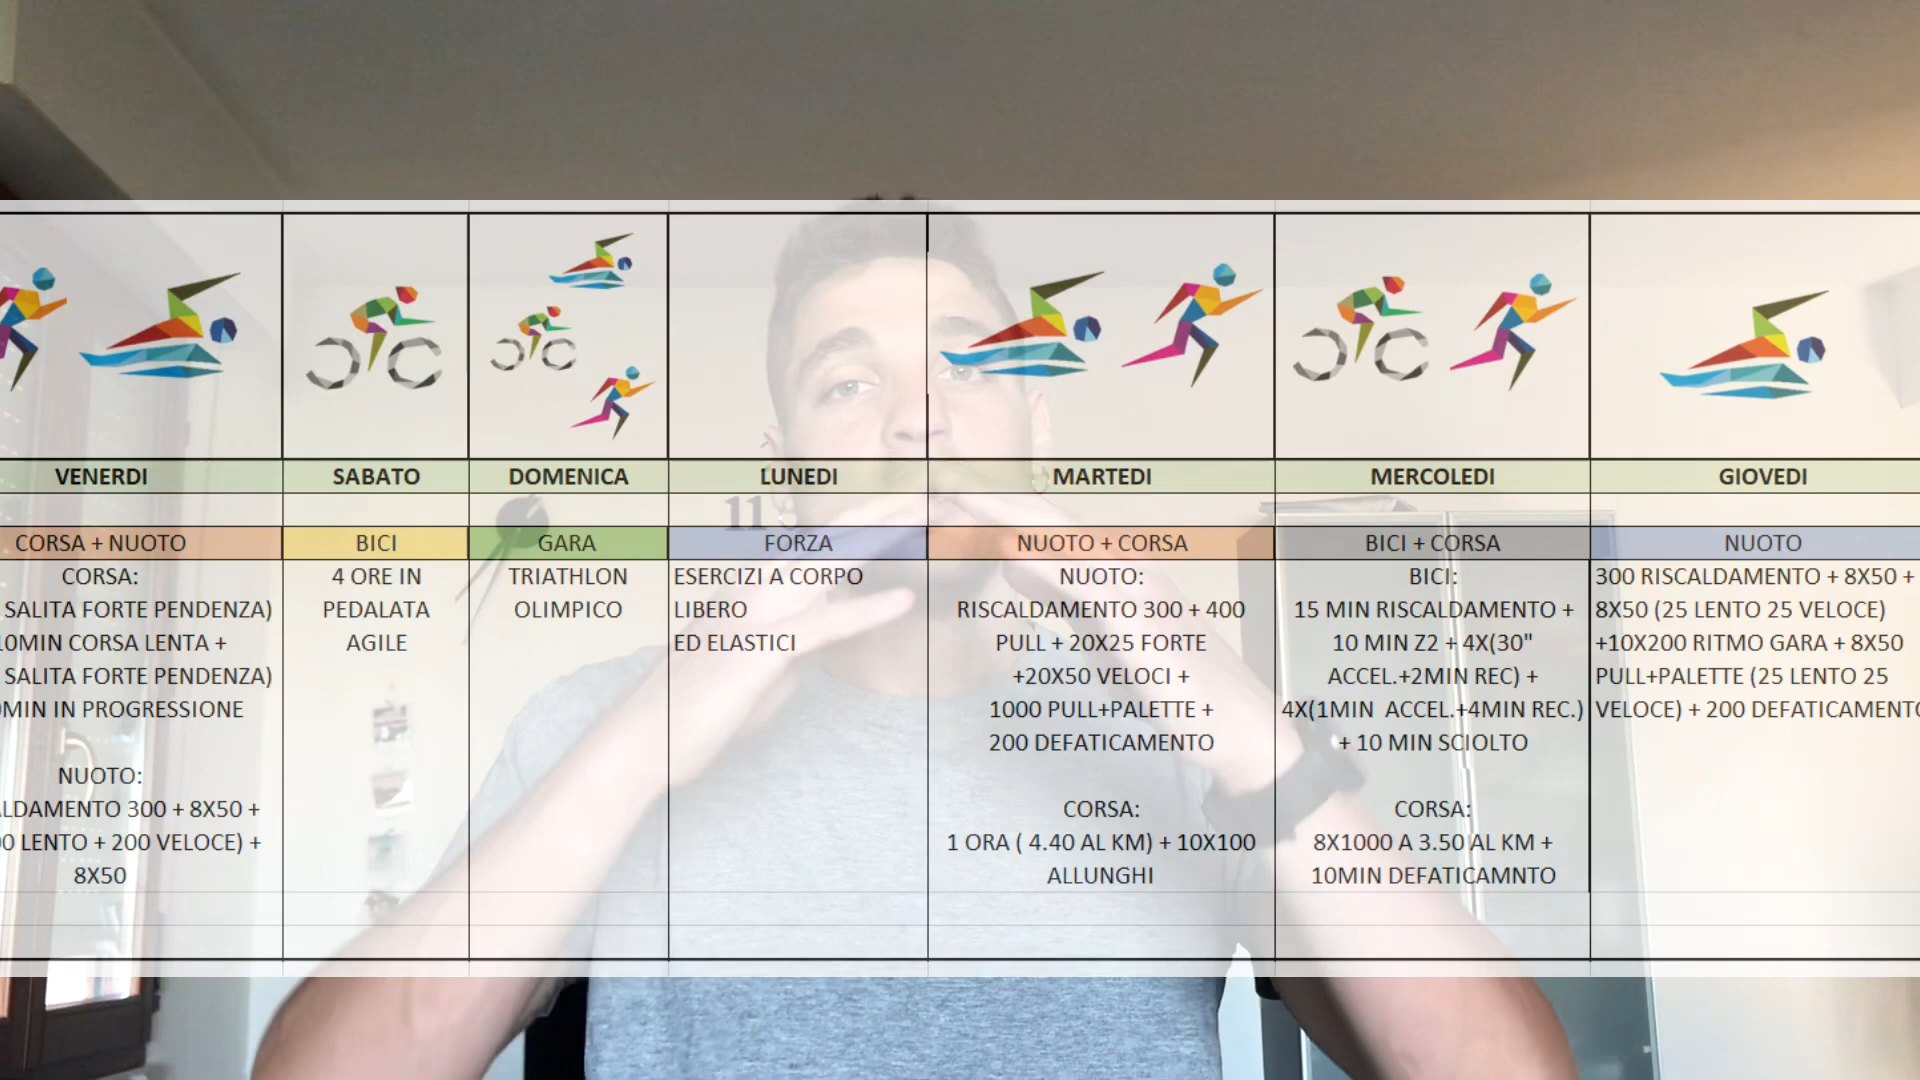 VENERDI
SABATO
DOMENICA
LUNEDI
MARTEDI
MERCOLEDI
GIOVEDI
CORSA + NUOTO
BICI
GARA
FORZA
NUOTO + CORSA
BICI + CORSA
NUOTO
CORSA:
SALITA FORTE PENDENZA)
10MIN CORSA LENTA +
SALITA FORTE PENDENZA)
MIN IN PROGRESSIONE
NUOTO:
300 + 8X50 +
LENTO + 200 VELOCE) +
8X50
4 ORE IN
PEDALATA
AGILE
TRIATHLON
OLIMPICO
ESERCIZI A CORPO
LIBERO
ED ELASTICI
NUOTO:
RISCALDAMENTO 300 + 400
PULL + 20X25 FORTE
+20X50 VELOCI +
1000 PULL+PALETTE +
200 DEFATICAMENTO
CORSA:
1 ORA ( 4.40 AL KM) + 10X100
ALLUNGHI
BICI:
15 MIN RISCALDAMENTO +
10 MIN Z2 + 4X(30"
ACCEL.+2MIN REC) +
4X(1MIN ACCEL.+4MIN REC.)
+ 10 MIN SCIOLTO
CORSA:
8X1000 A 3.50 AL KM +
10MIN DEFATICAMNTO
300 RISCALDAMENTO + 8X50 +
8X50 (25 LENTO 25 VELOCE)
+10X200 RITMO GARA + 8X50
PULL+PALETTE (25 LENTO 25
VELOCE) + 200 DEFATICAMENTO
11